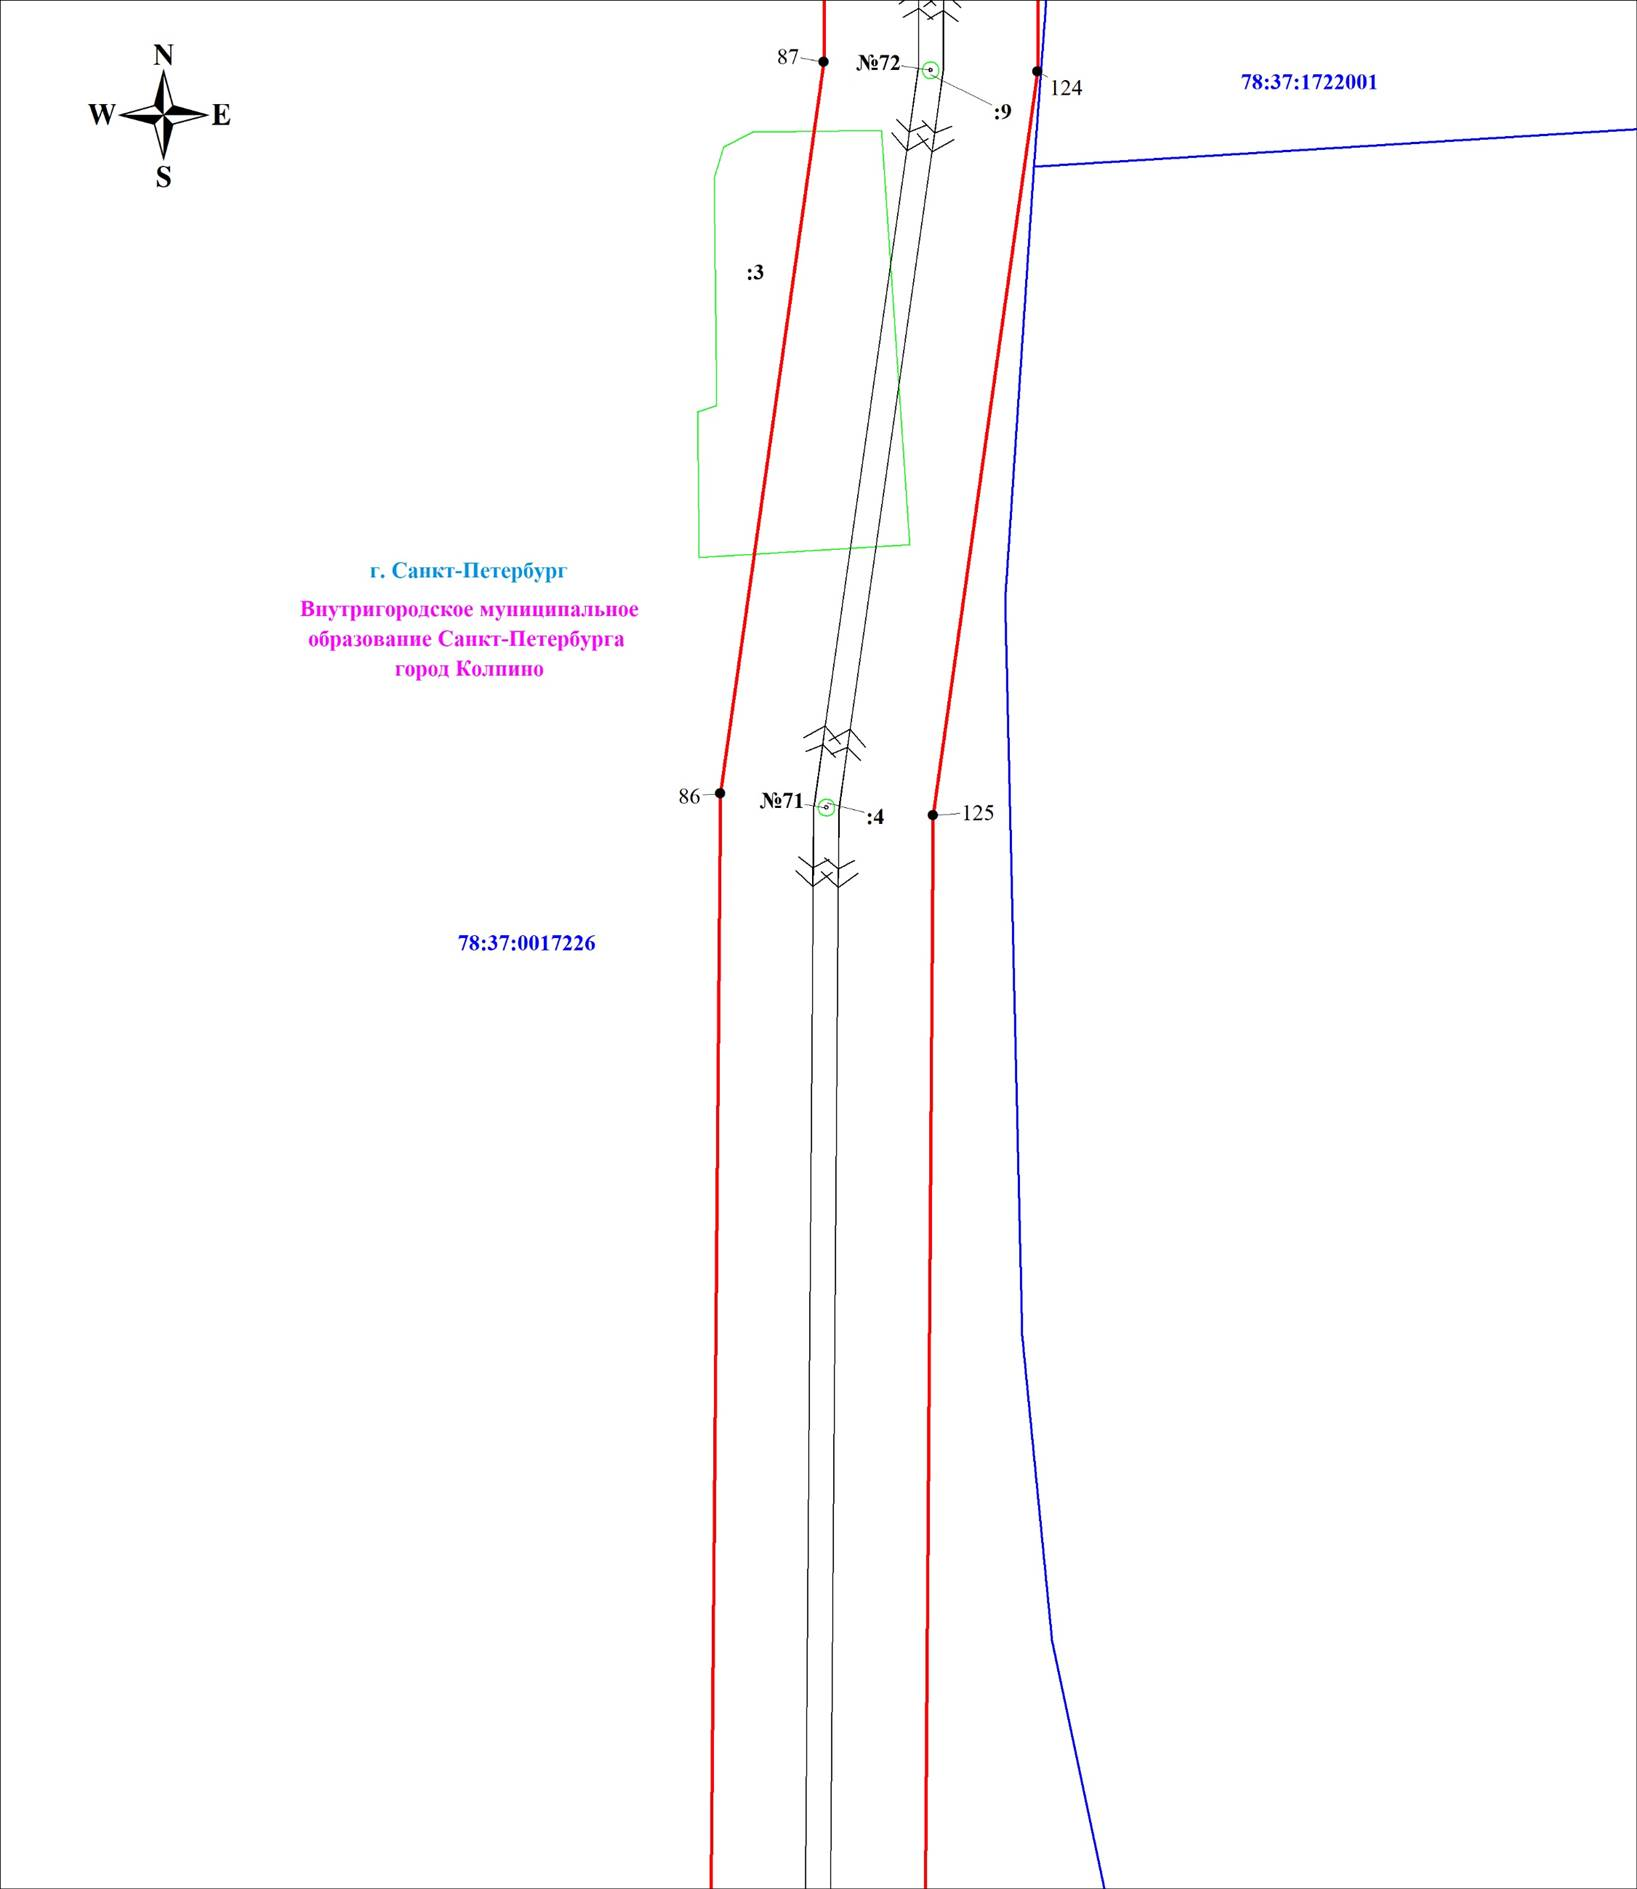 N
W E
S
87
№72
:9
124
78:37:1722001
:3
г. Санкт-Петербург
Внутригородское муниципальное
образование Санкт-Петербурга
город Колпино
86
№71
:4
125
78:37:0017226